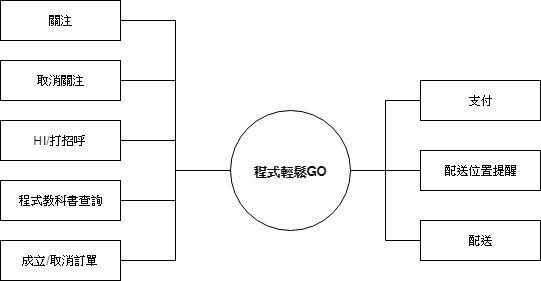 關注
取消關注
HI/打招呼
程式教科書查詢
成立/取消訂單
程式輕鬆GO
支付
配送位置提醒
配送